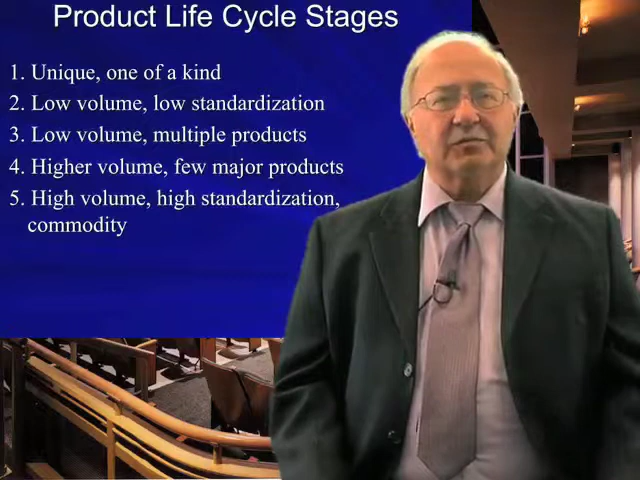 Product Life Cycle Stages
1. Unique, one of a kind
2. Low volume, low standardization
3. Low volume, multiple products
4. Higher volume, few major products
5. High volume, high standardization,
commodity